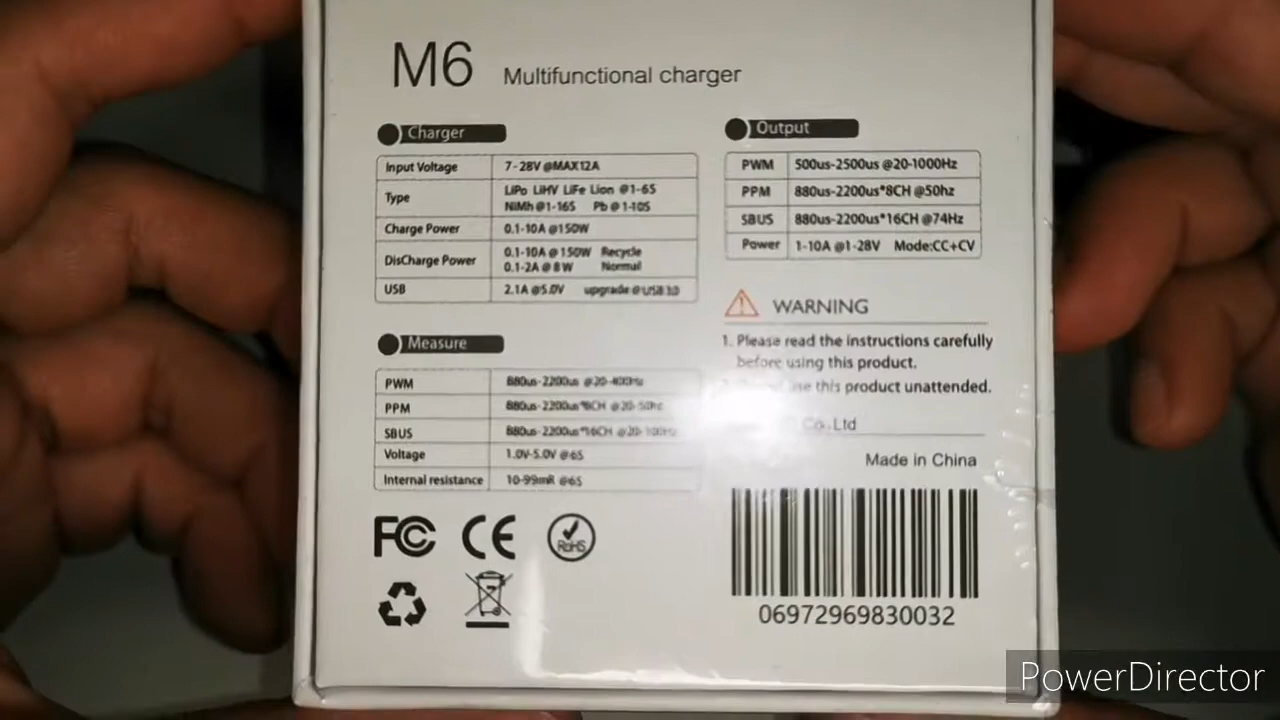 M6 Multifunctional charger
Charger
Input Voltage 7-28V @MAX12A
Type LiPo LiHV LiFe Lion @1-6S
NiMh @1-16S Pb @1-10S
Charge Power 0.1-10A @150W
DisCharge Power 0.1-10A @150W Recycle
0.1-2A @8W Normal
USB 2.1A @5.0V upgrade @USB 3.0
Measure
PWM 880us-2200us @20-400Hz
PPM 880us-2200us*8CH @20-50hz
SBUS 880us-2200us*16CH @20-100Hz
Voltage 1.0V-5.0V @6S
Internal resistance 10-99mR @6S
FC CE RoHS
Output
PWM 500us-2500us @20-1000Hz
PPM 880us-2200us*8CH @50hz
SBUS 880us-2200us*16CH @74Hz
Power 1-10A @1-28V Mode:CC+CV
WARNING
1. Please read the instructions carefully
before using this product.
this product unattended.
Co.,Ltd
Made in China
06972969830032
PowerDirector